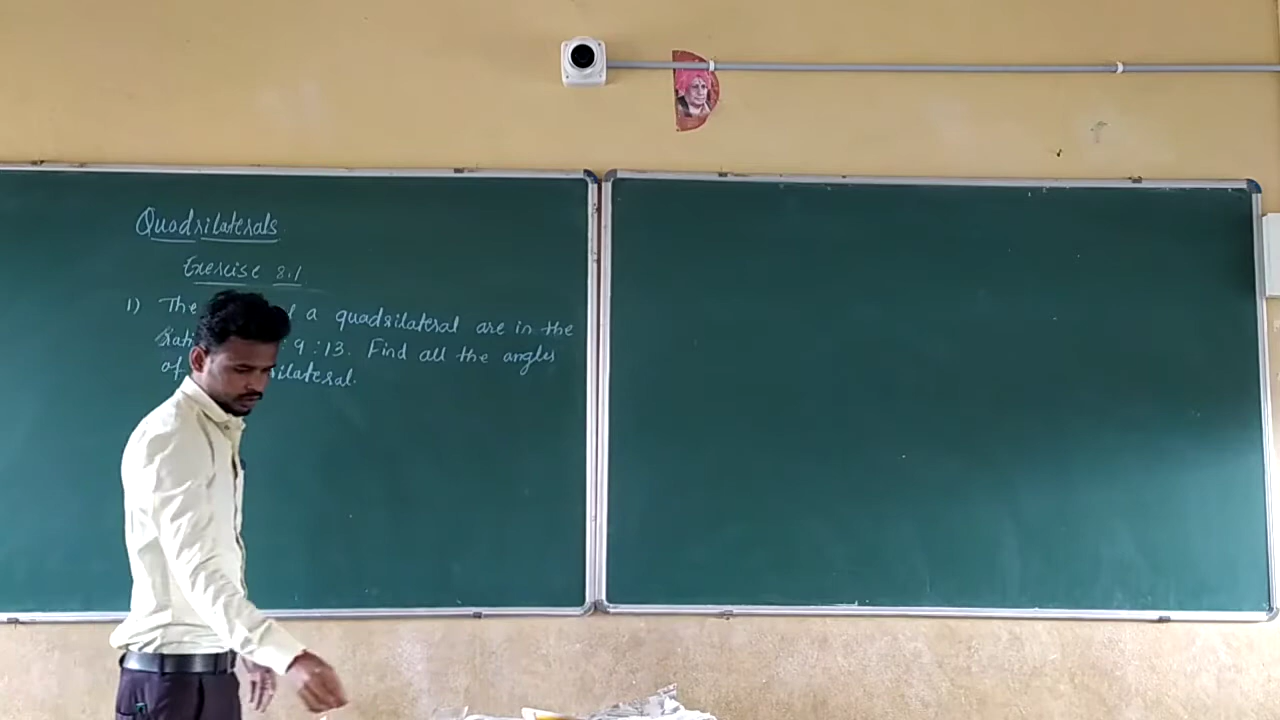 Quadrilaterals
Exercise 8.1
1) The a quadrilateral are in the
9 : 13. Find all the angles
of